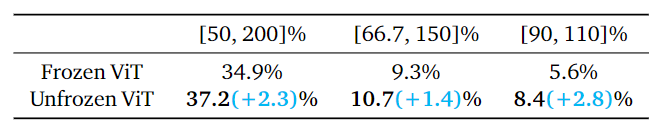 [50, 200]% [66.7, 150]% [90, 110]%
Frozen ViT 34.9% 9.3% 5.6%
Unfrozen ViT 37.2(+2.3)% 10.7(+1.4)% 8.4(+2.8)%